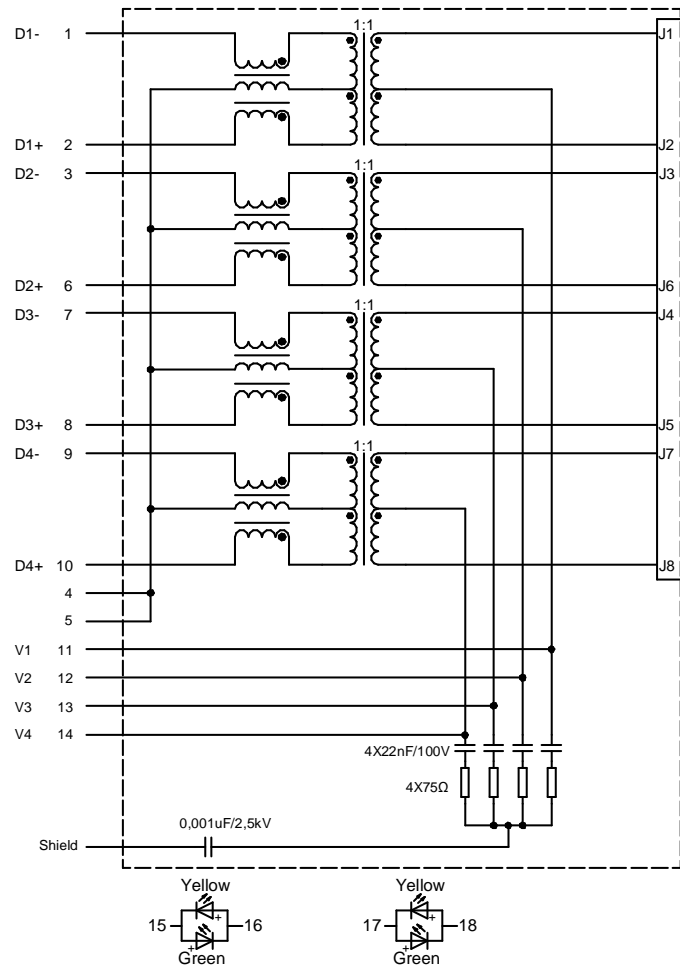 1:1
D1- 1 J1
D1+ 2 J2
D2- 3 1:1 J3
D2+ 6 J6
D3- 7 1:1 J4
D3+ 8 J5
D4- 9 1:1 J7
D4+ 10 J8
4
5
V1 11
V2 12
V3 13
V4 14
4X22nF/100V
4X75Ω
0,001uF/2,5kV
Shield
Yellow Yellow
15 + 16 17 + 18
+ +
Green Green